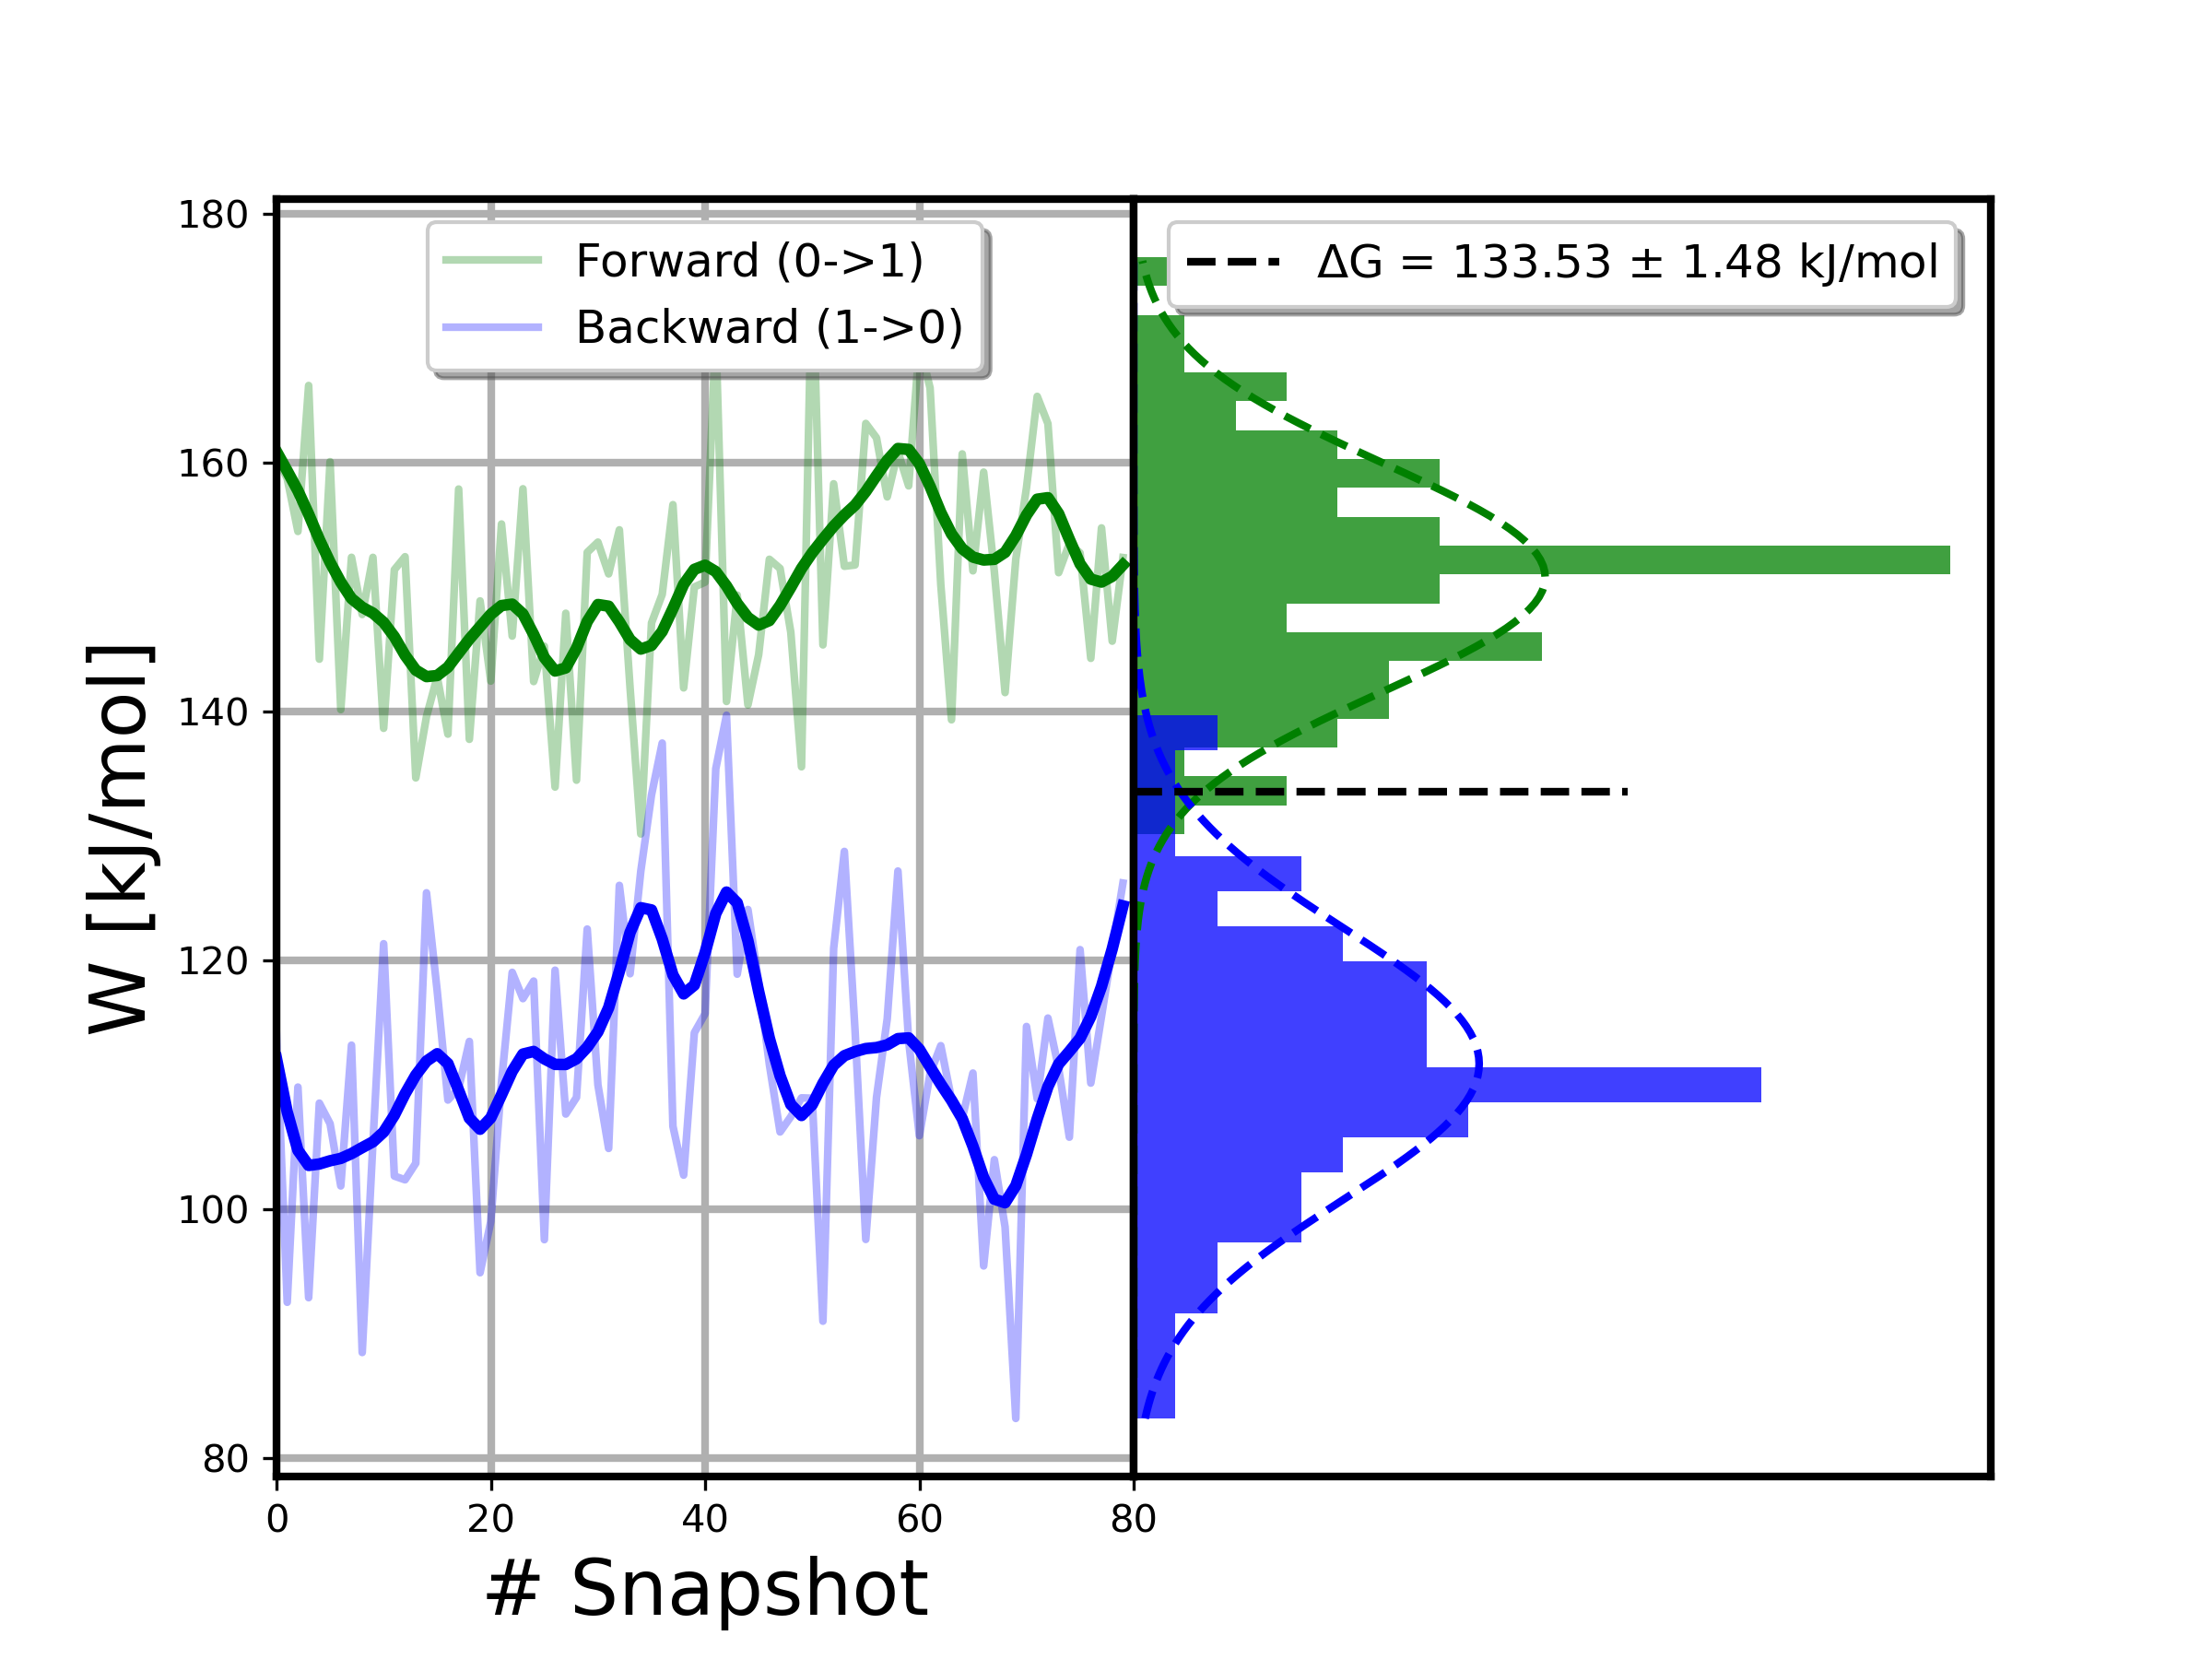 Forward (0->1)
Backward (1->0)
ΔG = 133.53 ± 1.48 kJ/mol
W [kJ/mol]
180
160
140
120
100
80
0 20 40 60 80
# Snapshot